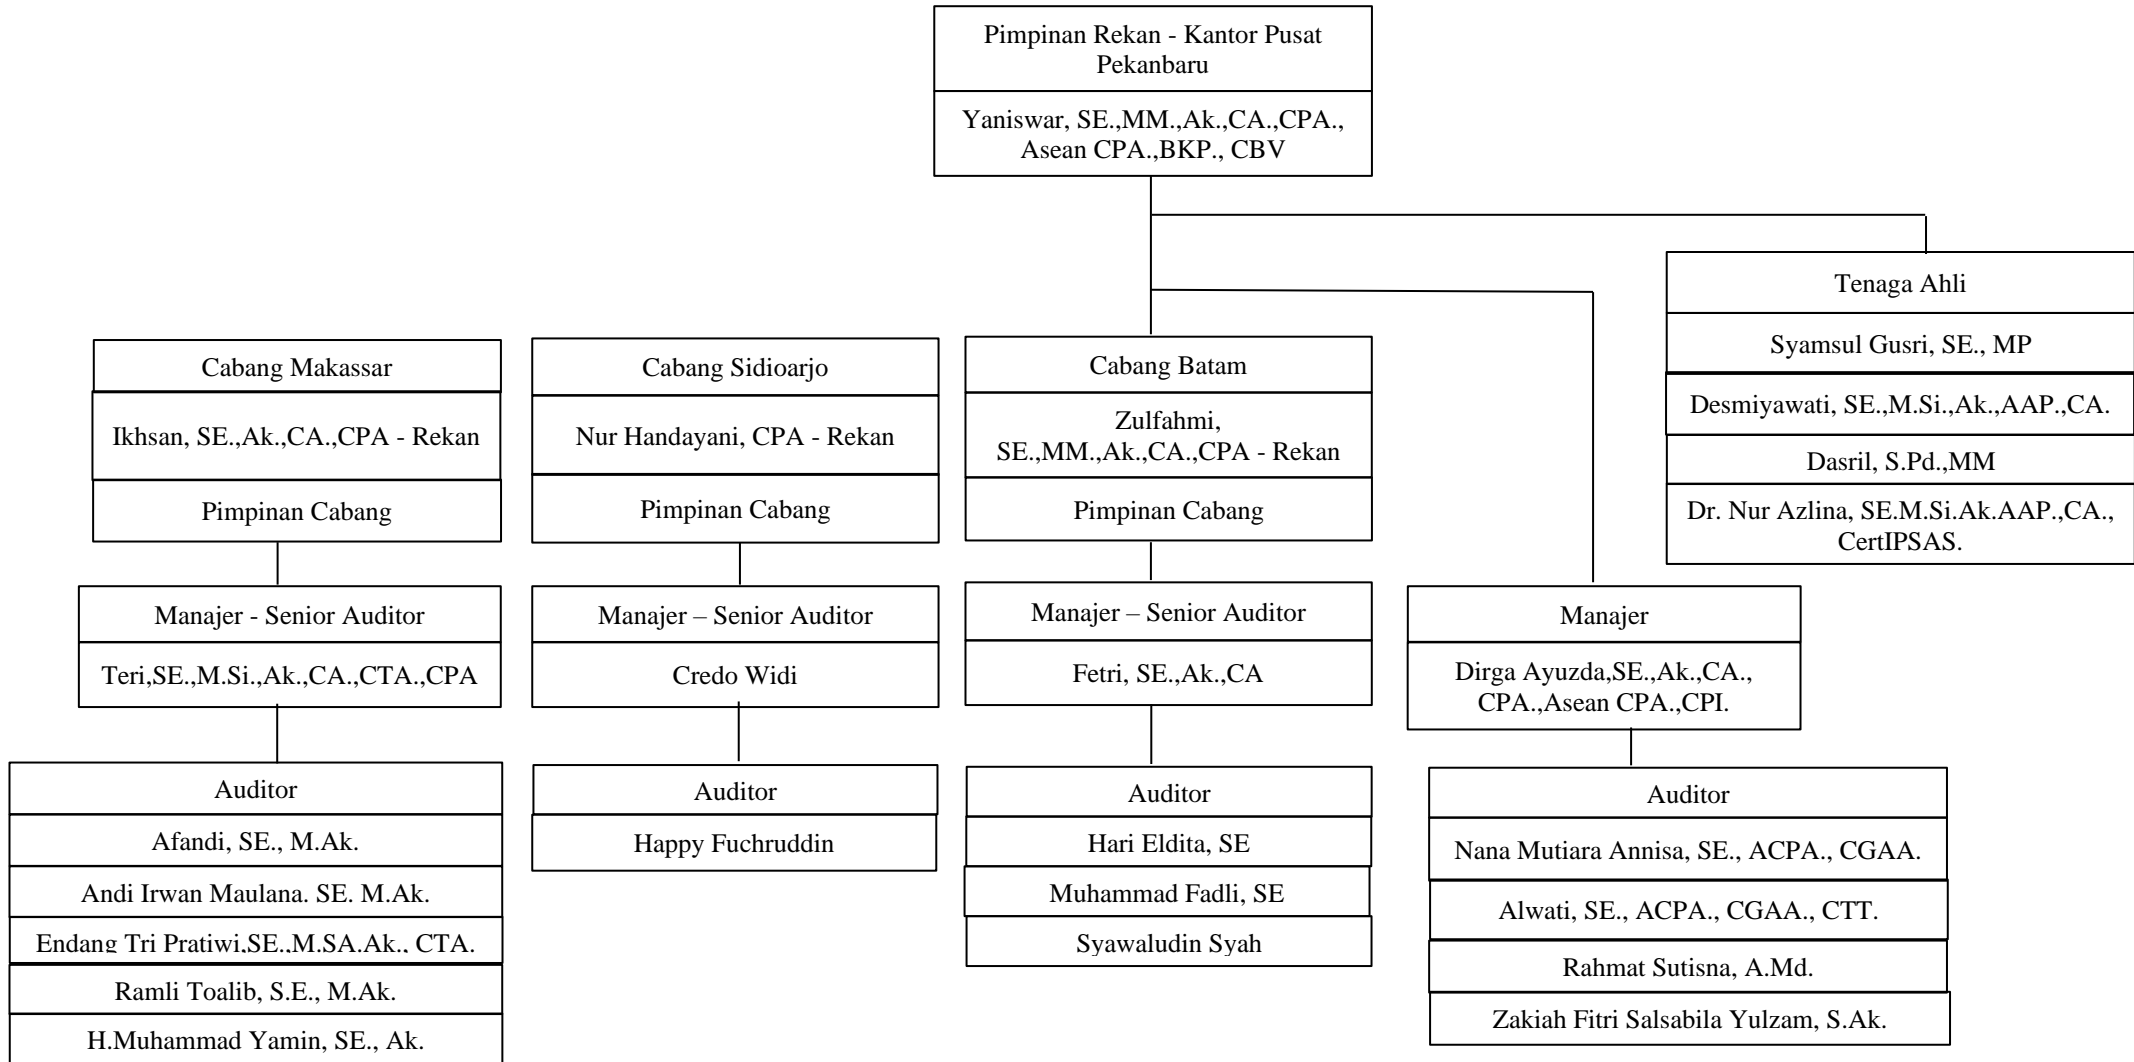 Pimpinan Rekan - Kantor Pusat
Pekanbaru
Yaniswar, SE.,MM.,Ak.,CA.,CPA.,
Asean CPA.,BKP., CBV
Tenaga Ahli
Syamsul Gusri, SE., MP
Desmiyawati, SE.,M.Si.,Ak.,AAP.,CA.
Dasril, S.Pd.,MM
Dr. Nur Azlina, SE.M.Si.Ak.AAP.,CA.,
CertIPSAS.
Cabang Makassar
Ikhsan, SE.,Ak.,CA.,CPA - Rekan
Pimpinan Cabang
Manajer - Senior Auditor
Teri,SE.,M.Si.,Ak.,CA.,CTA.,CPA
Auditor
Afandi, SE., M.Ak.
Andi Irwan Maulana. SE. M.Ak.
Endang Tri Pratiwi,SE.,M.SA.Ak., CTA.
Ramli Toalib, S.E., M.Ak.
H.Muhammad Yamin, SE., Ak.
Cabang Sidioarjo
Nur Handayani, CPA - Rekan
Pimpinan Cabang
Manajer – Senior Auditor
Credo Widi
Auditor
Happy Fuchruddin
Cabang Batam
Zulfahmi,
SE.,MM.,Ak.,CA.,CPA - Rekan
Pimpinan Cabang
Manajer – Senior Auditor
Fetri, SE.,Ak.,CA
Auditor
Hari Eldita, SE
Muhammad Fadli, SE
Syawaludin Syah
Manajer
Dirga Ayuzda,SE.,Ak.,CA.,
CPA.,Asean CPA.,CPI.
Auditor
Nana Mutiara Annisa, SE., ACPA., CGAA.
Alwati, SE., ACPA., CGAA., CTT.
Rahmat Sutisna, A.Md.
Zakiah Fitri Salsabila Yulzam, S.Ak.